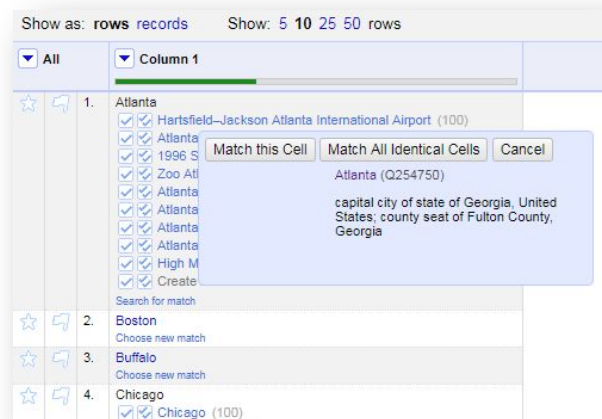 Show as: rows records Show: 5 10 25 50 rows
All Column 1
1. Atlanta
Hartsfield–Jackson Atlanta International Airport (100)
Atlanta
1996 S
Zoo Atl
Atlanta
Atlanta
Atlanta
Atlanta
High M
Create
Search for match
Match this Cell Match All Identical Cells Cancel
Atlanta (Q254750)
capital city of state of Georgia, United
States; county seat of Fulton County,
Georgia
2. Boston
Choose new match
3. Buffalo
Choose new match
4. Chicago
Chicago (100)